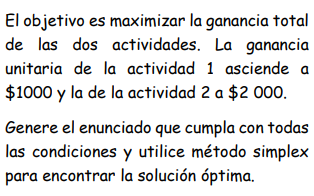 El objetivo es maximizar la ganancia total
de las dos actividades. La ganancia
unitaria de la actividad 1 asciende a
$1000 y la de la actividad 2 a $2 000.
Genere el enunciado que cumpla con todas
las condiciones y utilice método simplex
para encontrar la solución óptima.